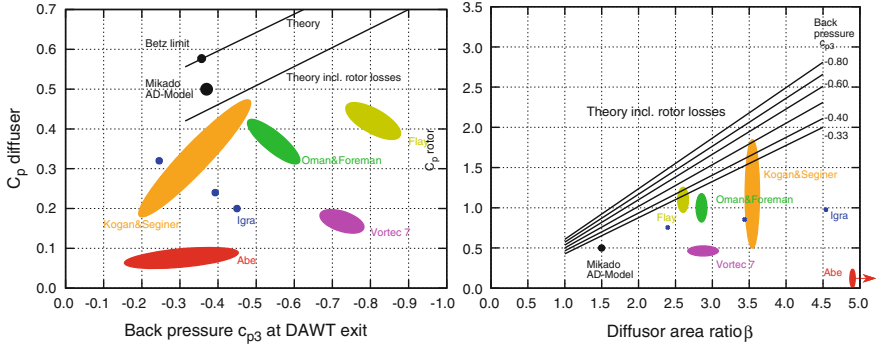 0.7
0.6
0.5
0.4
0.3
0.2
0.1
0.0
Cp diffuser
Betz limit
Theory
Mikado
AD-Model
Theory incl. rotor losses
Flay
Oman&Foreman
Kogan&Seginer
Igra
Vortec 7
Abe
0.0 -0.1 -0.2 -0.3 -0.4 -0.5 -0.6 -0.7 -0.8 -0.9 -1.0
Back pressure cp3 at DAWT exit
Cp rotor
3.5
3.0
2.5
2.0
1.5
1.0
0.5
0.0
Back
pressure
cp3
-0.80
-0.60
-0.40
-0.33
Theory incl. rotor losses
Kogan&Seginer
Oman&Foreman
Flay
Igra
Mikado
AD-Model
Vortec 7
Abe
0.0 0.5 1.0 1.5 2.0 2.5 3.0 3.5 4.0 4.5 5.0
Diffusor area ratio β